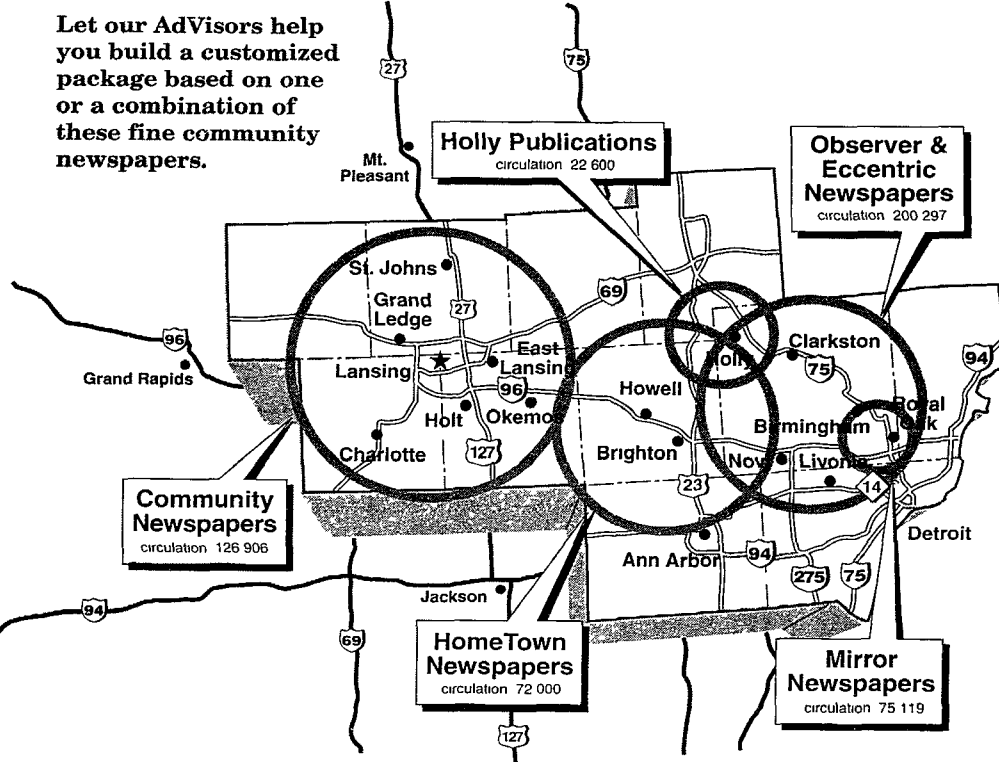 Let our AdVisors help
you build a customized
package based on one
or a combination of
these fine community
newspapers.
27
75
Mt.
Pleasant
Holly Publications
circulation 22 600
Observer &
Eccentric
Newspapers
circulation 200 297
St. Johns
69
27
Grand
Ledge
96
Grand Rapids
Lansing
East
Lansing
Holly
Clarkston
75
94
96
Howell
Holt
Okemos
Royal
Oak
Birmingham
Charlotte
127
Brighton
Novi
Livonia
23
14
Community
Newspapers
circulation 126 906
Detroit
Ann Arbor
94
275
75
Jackson
94
69
HomeTown
Newspapers
circulation 72 000
Mirror
Newspapers
circulation 75 119
127